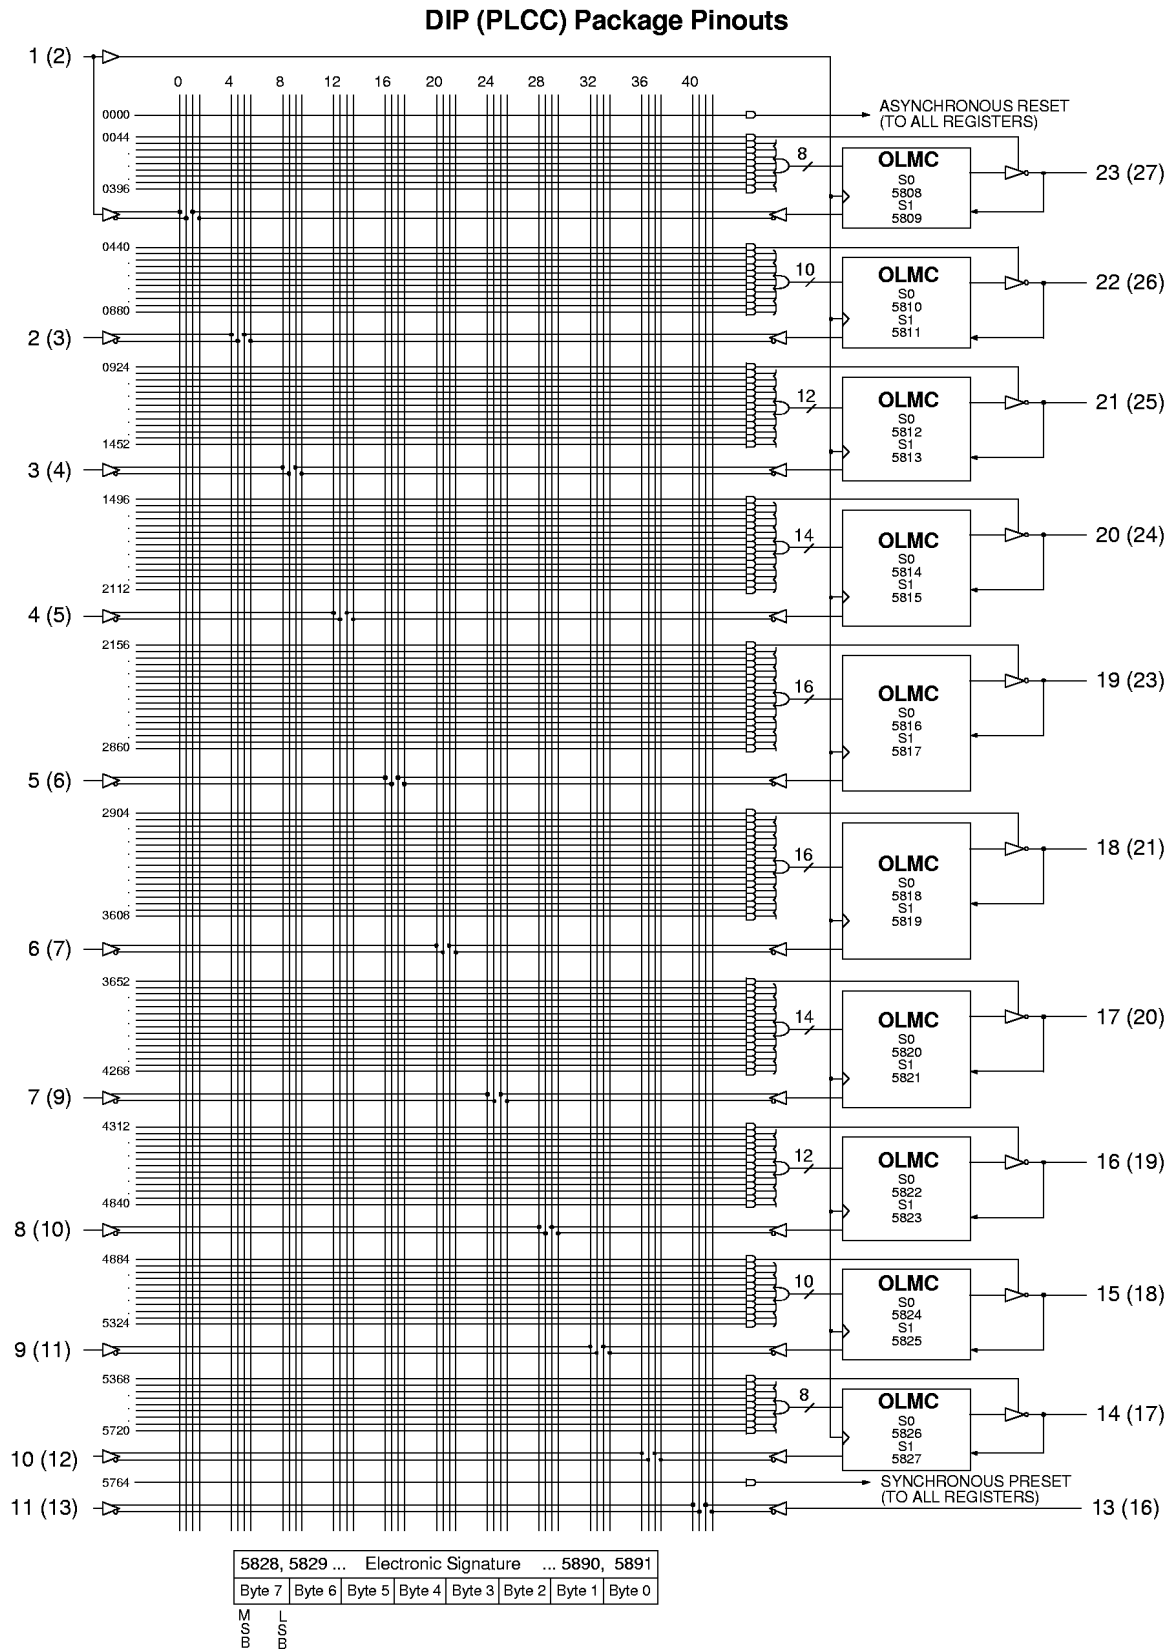 DIP (PLCC) Package Pinouts
1 (2)
0 4 8 12 16 20 24 28 32 36 40
0000
ASYNCHRONOUS RESET
(TO ALL REGISTERS)
0044
.
.
.
0396
8
OLMC
S0
5808
S1
5809
23 (27)
0440
.
.
.
0880
10
OLMC
S0
5810
S1
5811
22 (26)
2 (3)
0924
.
.
.
.
1452
12
OLMC
S0
5812
S1
5813
21 (25)
3 (4)
1496
.
.
.
.
2112
14
OLMC
S0
5814
S1
5815
20 (24)
4 (5)
2156
.
.
.
.
2860
16
OLMC
S0
5816
S1
5817
19 (23)
5 (6)
2904
.
.
.
.
3608
16
OLMC
S0
5818
S1
5819
18 (21)
6 (7)
3652
.
.
.
.
4268
14
OLMC
S0
5820
S1
5821
17 (20)
7 (9)
4312
.
.
.
.
4840
12
OLMC
S0
5822
S1
5823
16 (19)
8 (10)
4884
.
.
.
5324
10
OLMC
S0
5824
S1
5825
15 (18)
9 (11)
5368
.
.
.
5720
8
OLMC
S0
5826
S1
5827
14 (17)
10 (12)
5764
SYNCHRONOUS PRESET
(TO ALL REGISTERS)
11 (13)
13 (16)
5828, 5829 ... Electronic Signature ... 5890, 5891
Byte 7 Byte 6 Byte 5 Byte 4 Byte 3 Byte 2 Byte 1 Byte 0
M L
S S
B B